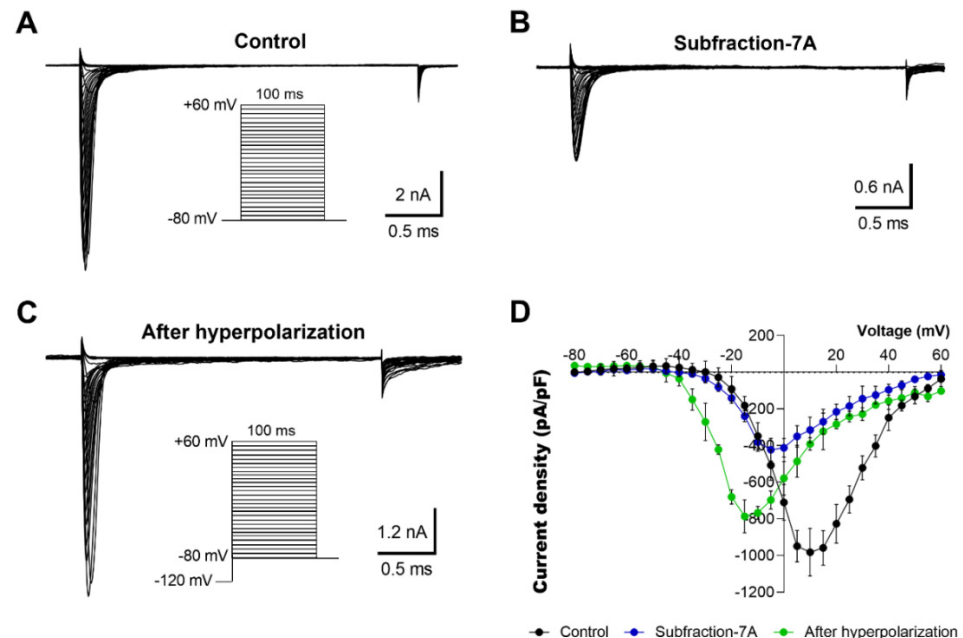 A
Control
+60 mV
100 ms
-80 mV
2 nA
0.5 ms
B
Subfraction-7A
0.6 nA
0.5 ms
C
After hyperpolarization
+60 mV
100 ms
-80 mV
-120 mV
1.2 nA
0.5 ms
D
Voltage (mV)
Current density (pA/pF)
-80 -60 -40 -20 20 40 60
200
-200
-400
-600
-800
-1000
-1200
Control Subfraction-7A After hyperpolarization